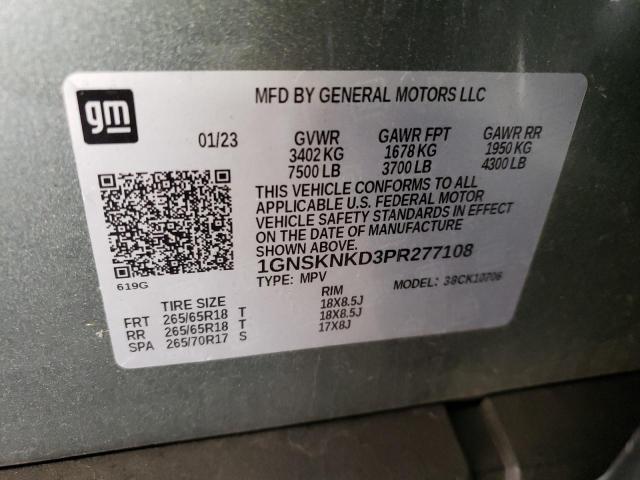 gm
MFD BY GENERAL MOTORS LLC
01/23 GVWR GAWR FPT GAWR RR
3402 KG 1678 KG 1950 KG
7500 LB 3700 LB 4300 LB
THIS VEHICLE CONFORMS TO ALL
APPLICABLE U.S. FEDERAL MOTOR
VEHICLE SAFETY STANDARDS IN EFFECT
ON THE DATE OF MANUFACTURE
SHOWN ABOVE.
1GNSKNKD3PR277108
TYPE: MPV MODEL: 38CK10706
619G
TIRE SIZE RIM
FRT 265/65R18 T 18X8.5J
RR 265/65R18 T 18X8.5J
SPA 265/70R17 S 17X8J